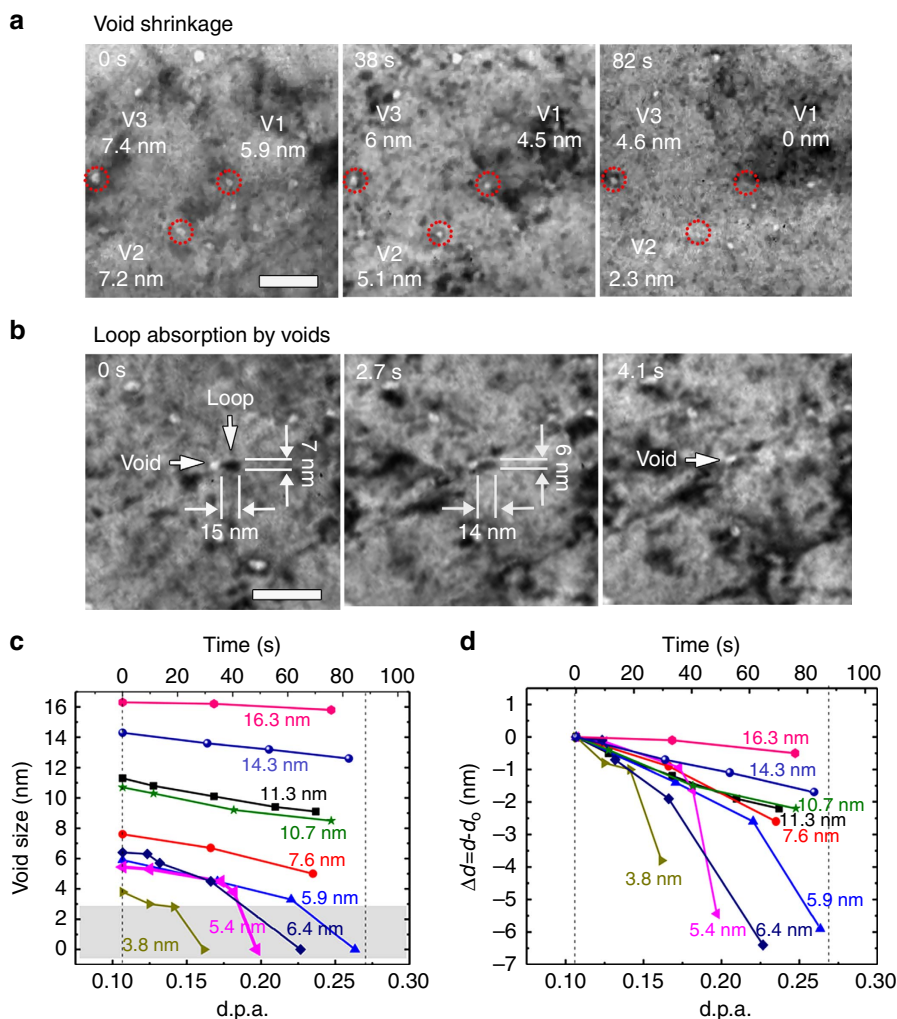 a
Void shrinkage
0 s
V3
7.4 nm
V1
5.9 nm
V2
7.2 nm
38 s
V3
6 nm
V1
4.5 nm
V2
5.1 nm
82 s
V3
4.6 nm
V1
0 nm
V2
2.3 nm
b
Loop absorption by voids
0 s
Loop
Void
7 nm
15 nm
2.7 s
6 nm
14 nm
4.1 s
Void
c
Time (s)
0 20 40 60 80 100
Void size (nm)
16
14
12
10
8
6
4
2
0
16.3 nm
14.3 nm
11.3 nm
10.7 nm
7.6 nm
5.9 nm
5.4 nm
6.4 nm
3.8 nm
0.10 0.15 0.20 0.25 0.30
d.p.a.
d
Time (s)
0 20 40 60 80 100
Δd=d-do (nm)
1
0
–1
–2
–3
–4
–5
–6
–7
16.3 nm
14.3 nm
10.7 nm
11.3 nm
7.6 nm
3.8 nm
5.9 nm
5.4 nm
6.4 nm
0.10 0.15 0.20 0.25 0.30
d.p.a.